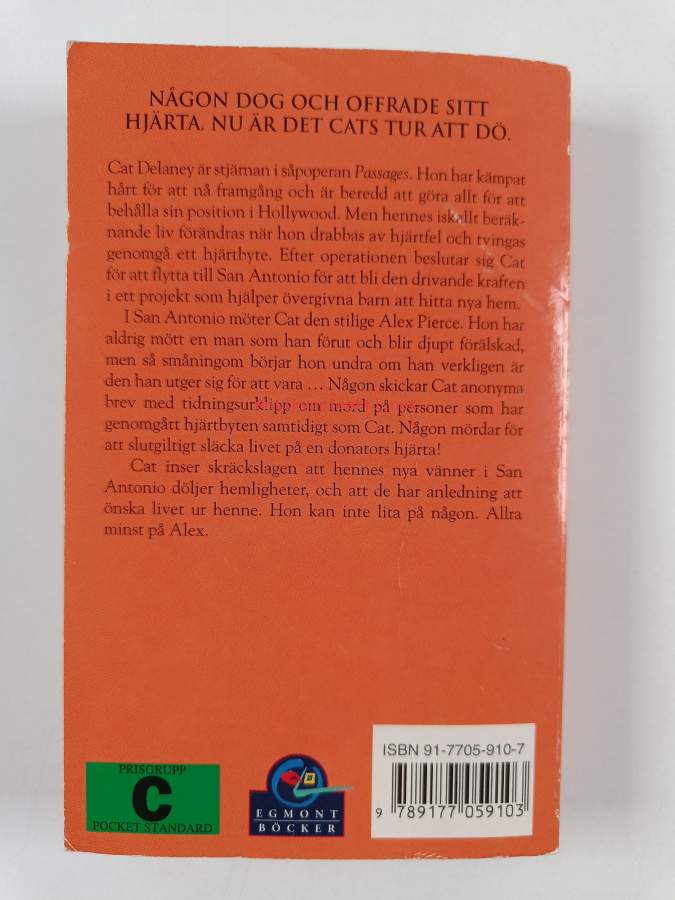 NÅGON DOG OCH OFFRADE SITT
HJÄRTA. NU ÄR DET CATS TUR ATT DÖ.
Cat Delaney är stjärnan i såpoperan Passages. Hon har kämpat
hårt för att nå framgång och är beredd att göra allt för att
behålla sin position i Hollywood. Men hennes iskallt beräk-
nande liv förändras när hon drabbas av hjärtfel och tvingas
genomgå ett hjärtbyte. Efter operationen beslutar sig Cat
för att flytta till San Antonio för att bli den drivande kraften
i ett projekt som hjälper övergivna barn att hitta nya hem.
I San Antonio möter Cat den stilige Alex Pierce. Hon har
aldrig mött en man som han förut och blir djupt förälskad,
men så småningom börjar hon undra om han verkligen är
den han utger sig för att vara ... Någon skickar Cat anonyma
brev med tidningsurklipp om mord på personer som har
genomgått hjärtbyten samtidigt som Cat. Någon mördar för
att slutgiltigt släcka livet på en donators hjärta!
Cat inser skräckslagen att hennes nya vänner i San
Antonio döljer hemligheter, och att de har anledning att
önska livet ur henne. Hon kan inte lita på någon. Allra
minst på Alex.
PRISGRUPP
C
POCKET STANDARD
EGMONT
BÖCKER
ISBN 91-7705-910-7
9 789177 059103